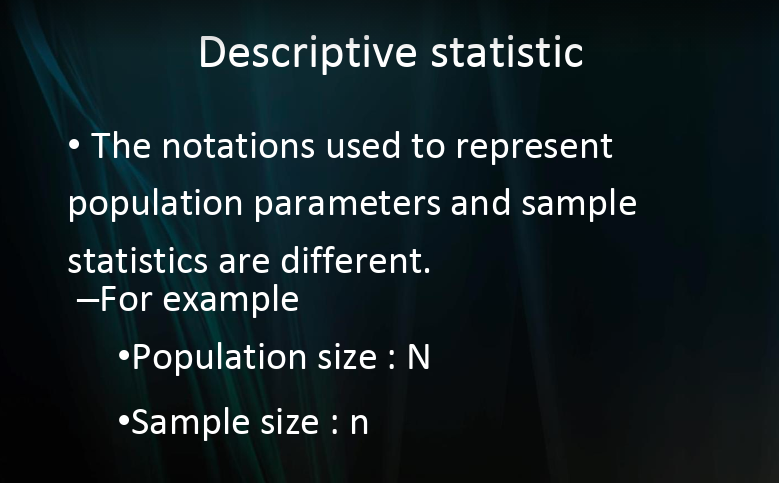 Descriptive statistic
• The notations used to represent
population parameters and sample
statistics are different.
–For example
•Population size : N
•Sample size : n